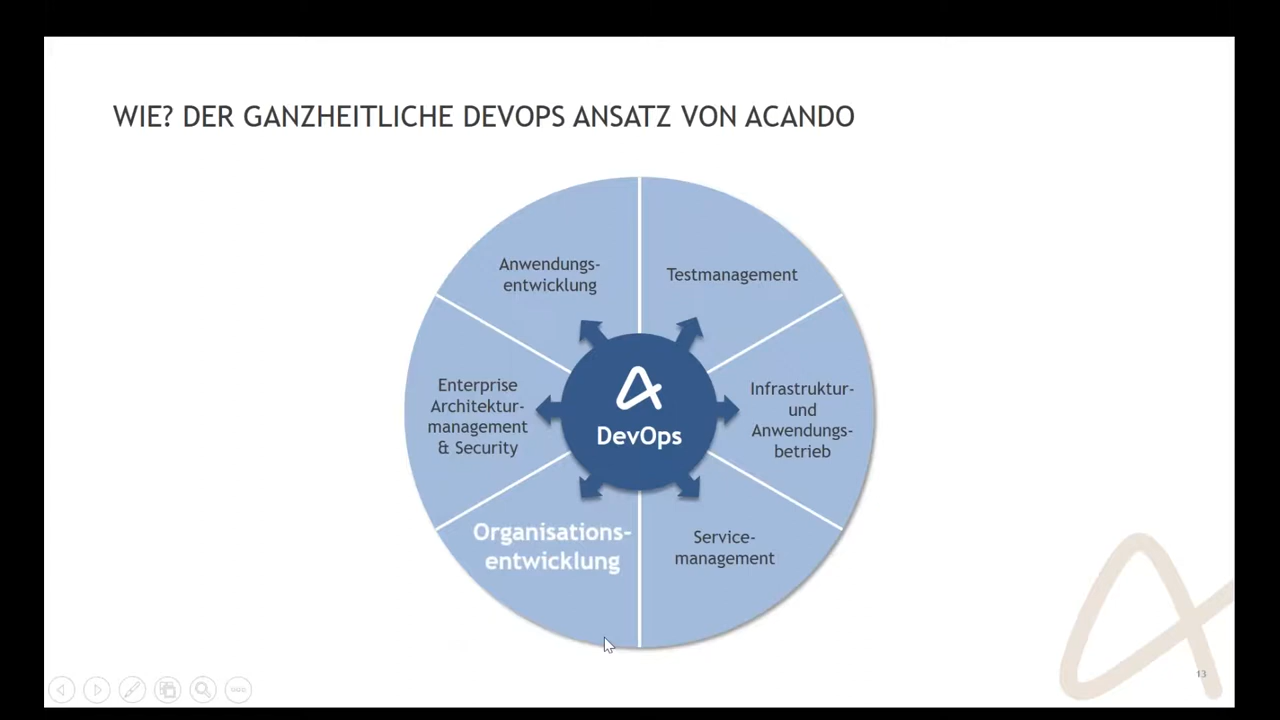 WIE? DER GANZHEITLICHE DEVOPS ANSATZ VON ACANDO
Anwendungs-
entwicklung
Testmanagement
Enterprise
Architektur-
management
& Security
DevOps
Infrastruktur-
und
Anwendungs-
betrieb
Organisations-
entwicklung
Service-
management
13